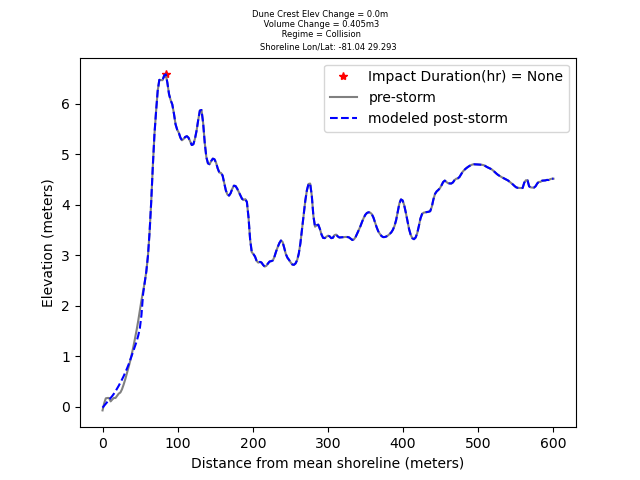 Dune Crest Elev Change = 0.0m
Volume Change = 0.405m3
Regime = Collision
Shoreline Lon/Lat: -81.04 29.293
Impact Duration(hr) = None
pre-storm
modeled post-storm
Elevation (meters)
6
5
4
3
2
1
0
0 100 200 300 400 500 600
Distance from mean shoreline (meters)